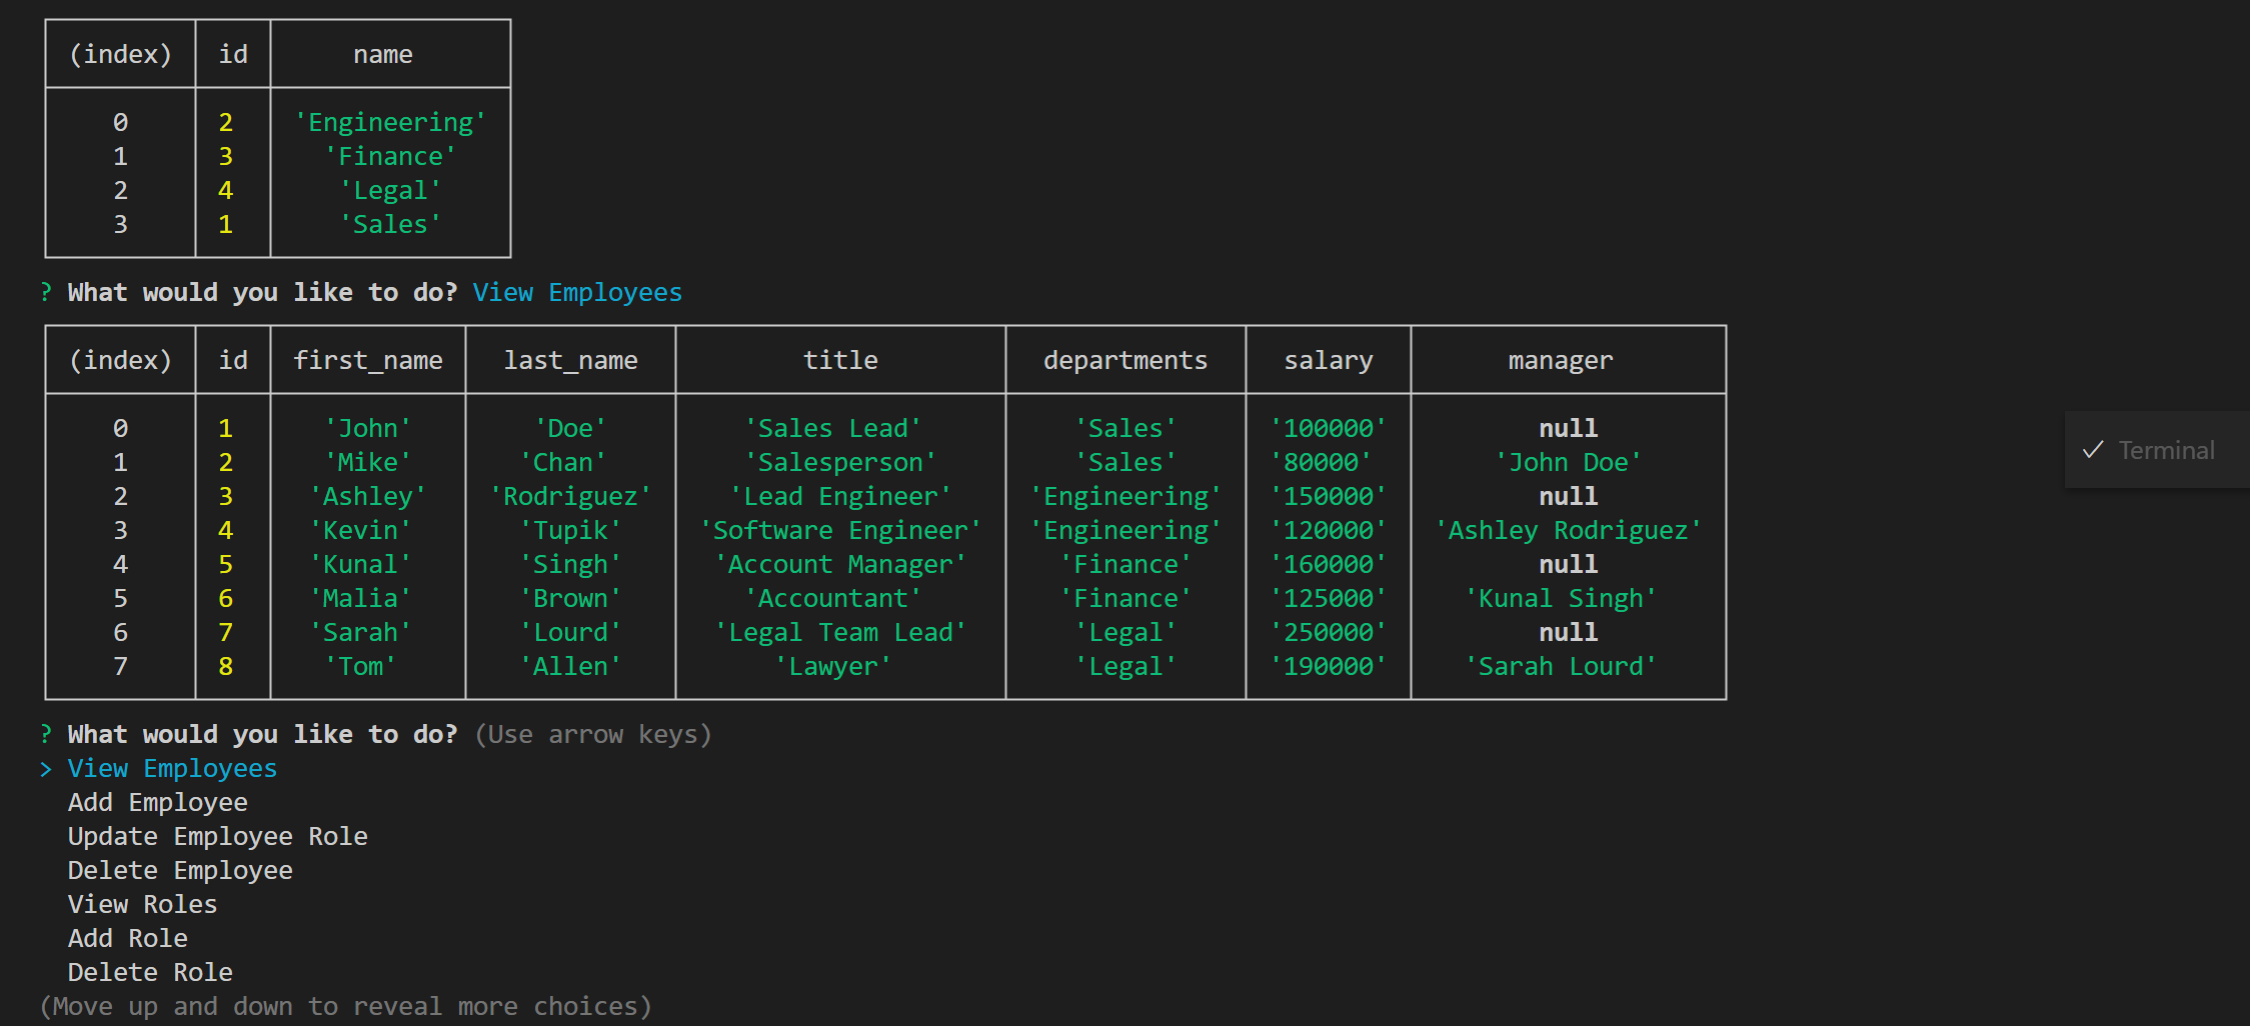 (index) id name
0 2 'Engineering'
1 3 'Finance'
2 4 'Legal'
3 1 'Sales'
? What would you like to do? View Employees
(index) id first_name last_name title departments salary manager
0 1 'John' 'Doe' 'Sales Lead' 'Sales' '100000' null
1 2 'Mike' 'Chan' 'Salesperson' 'Sales' '80000' 'John Doe'
2 3 'Ashley' 'Rodriguez' 'Lead Engineer' 'Engineering' '150000' null
3 4 'Kevin' 'Tupik' 'Software Engineer' 'Engineering' '120000' 'Ashley Rodriguez'
4 5 'Kunal' 'Singh' 'Account Manager' 'Finance' '160000' null
5 6 'Malia' 'Brown' 'Accountant' 'Finance' '125000' 'Kunal Singh'
6 7 'Sarah' 'Lourd' 'Legal Team Lead' 'Legal' '250000' null
7 8 'Tom' 'Allen' 'Lawyer' 'Legal' '190000' 'Sarah Lourd'
✓ Terminal
? What would you like to do? (Use arrow keys)
> View Employees
Add Employee
Update Employee Role
Delete Employee
View Roles
Add Role
Delete Role
(Move up and down to reveal more choices)